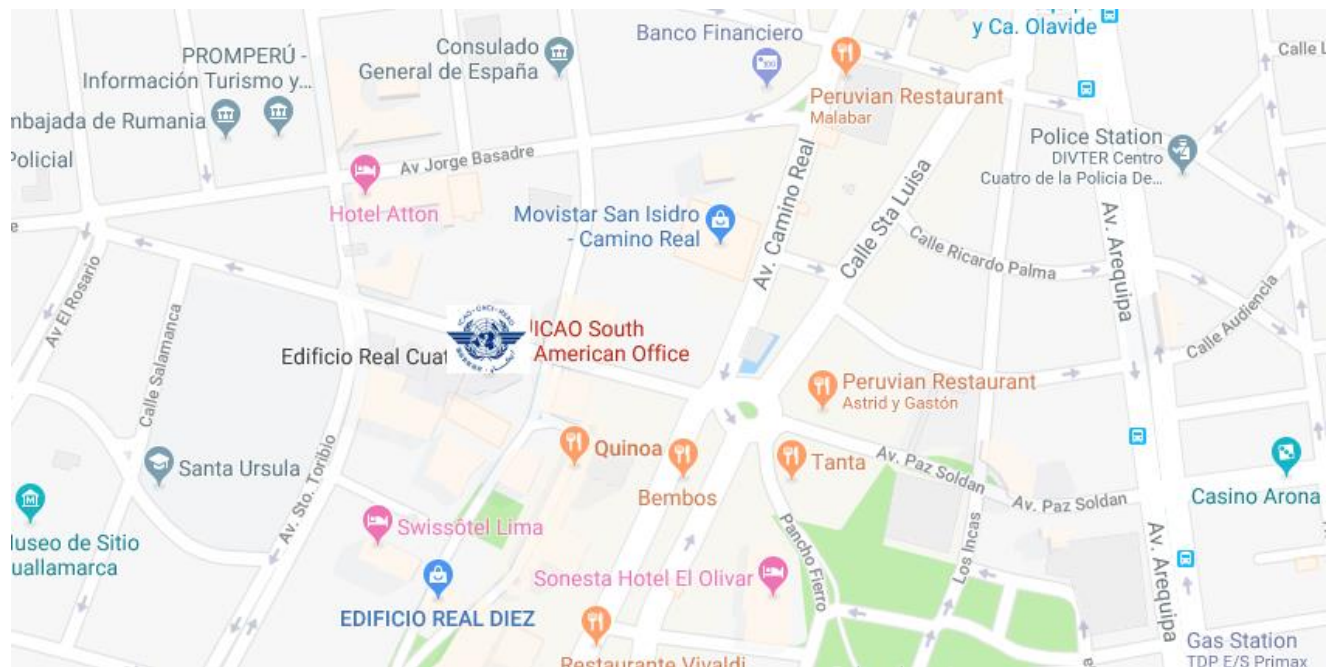 y Ca. Olavide
Consulado
General de España
Banco Financiero
PROMPERÚ -
Información Turismo y...
Calle L
Peruvian Restaurant
Malabar
mbajada de Rumania
Policial
Police Station
DIVTER Centro
Cuatro de la Policia De...
Av Jorge Basadre
Hotel Atton
Movistar San Isidro
- Camino Real
Av. Camino Real
Calle Sta Luisa
Calle Ricardo Palma
Av. Arequipa
Av El Rosario
Calle Salamanca
Calle Audiencia
ICAO · OACI · ИКАО
ICAO South
American Office
Edificio Real Cuat
Peruvian Restaurant
Astrid y Gastón
Quinoa
Bembos
Tanta
Av. Paz Soldan
Av. Paz Soldan
Casino Arona
Santa Ursula
Av. Sto. Toribio
Museo de Sitio
uallamarca
Swissôtel Lima
EDIFICIO REAL DIEZ
Sonesta Hotel El Olivar
Pancho Fierro
Los Incas
Av. Arequipa
Restaurante Vivaldi
Gas Station
TDP E/S Primax